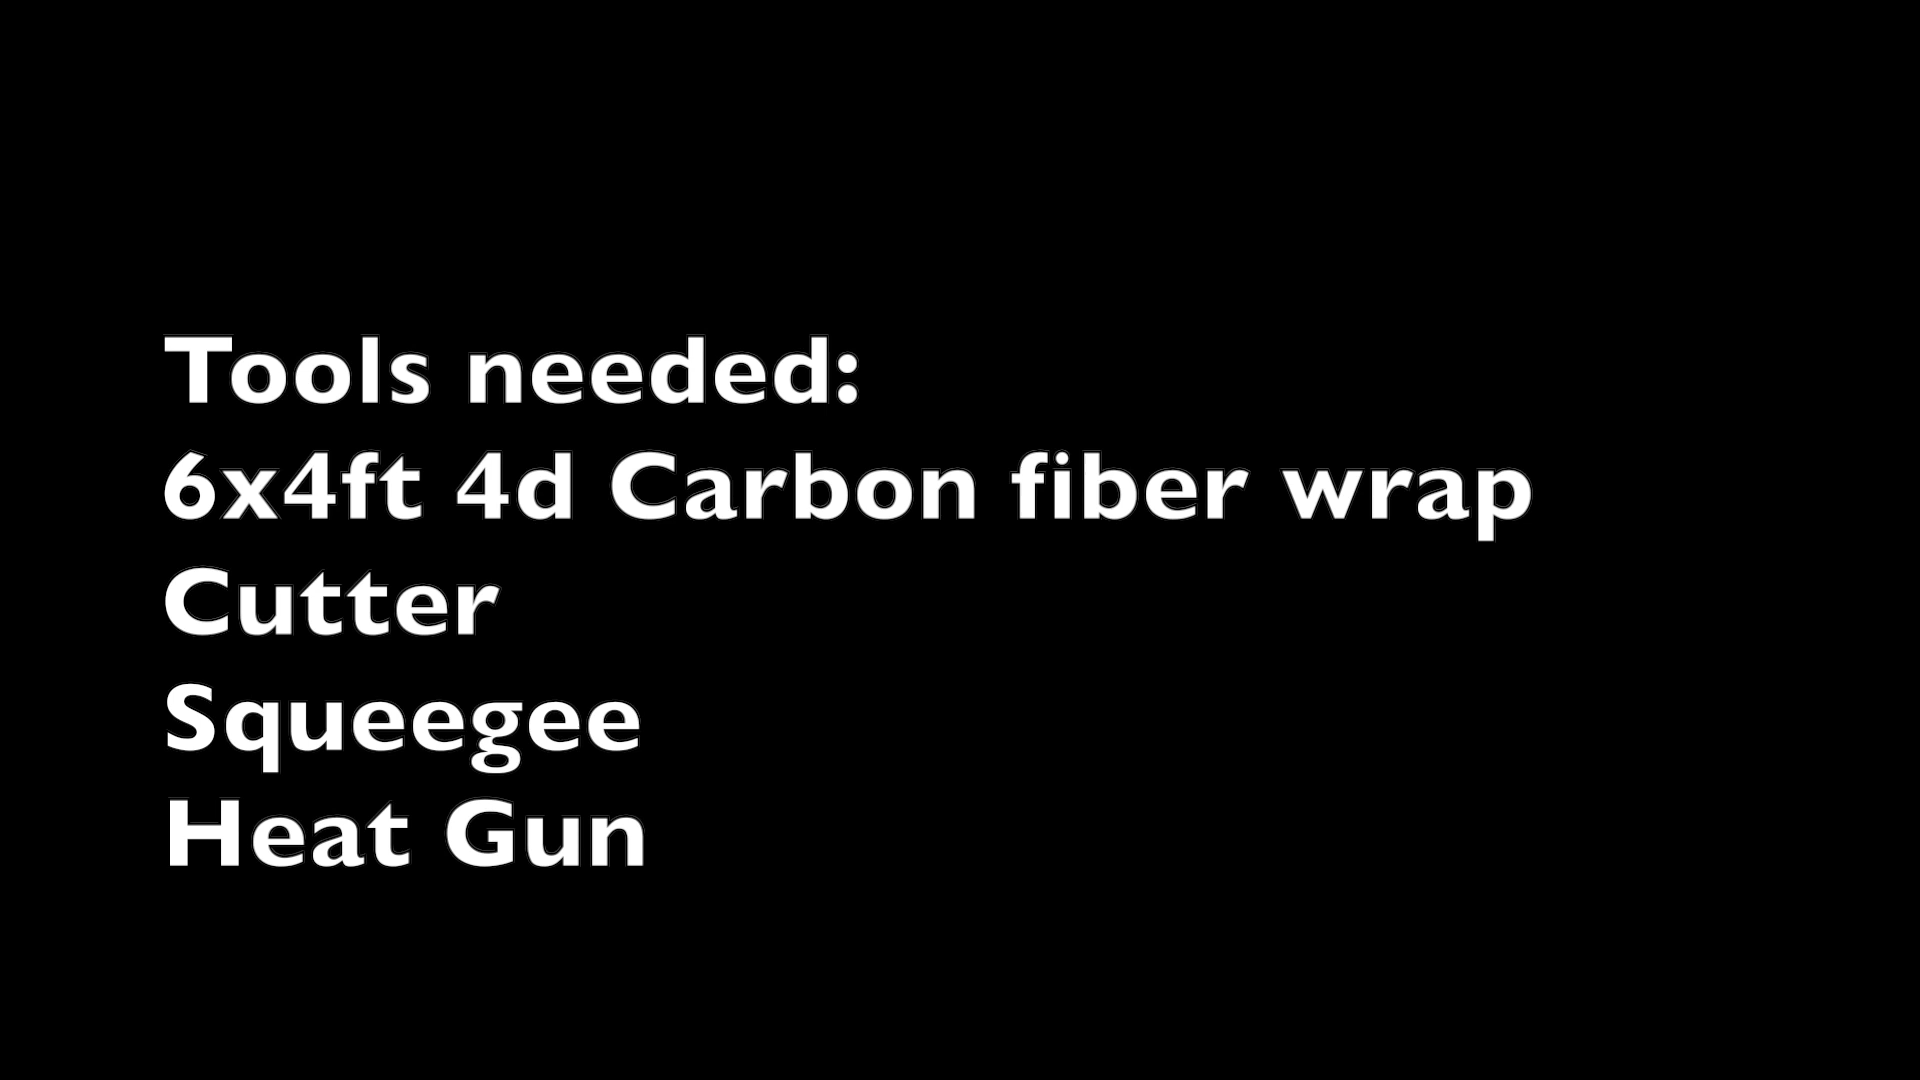 Tools needed:
6x4ft 4d Carbon fiber wrap
Cutter
Squeegee
Heat Gun